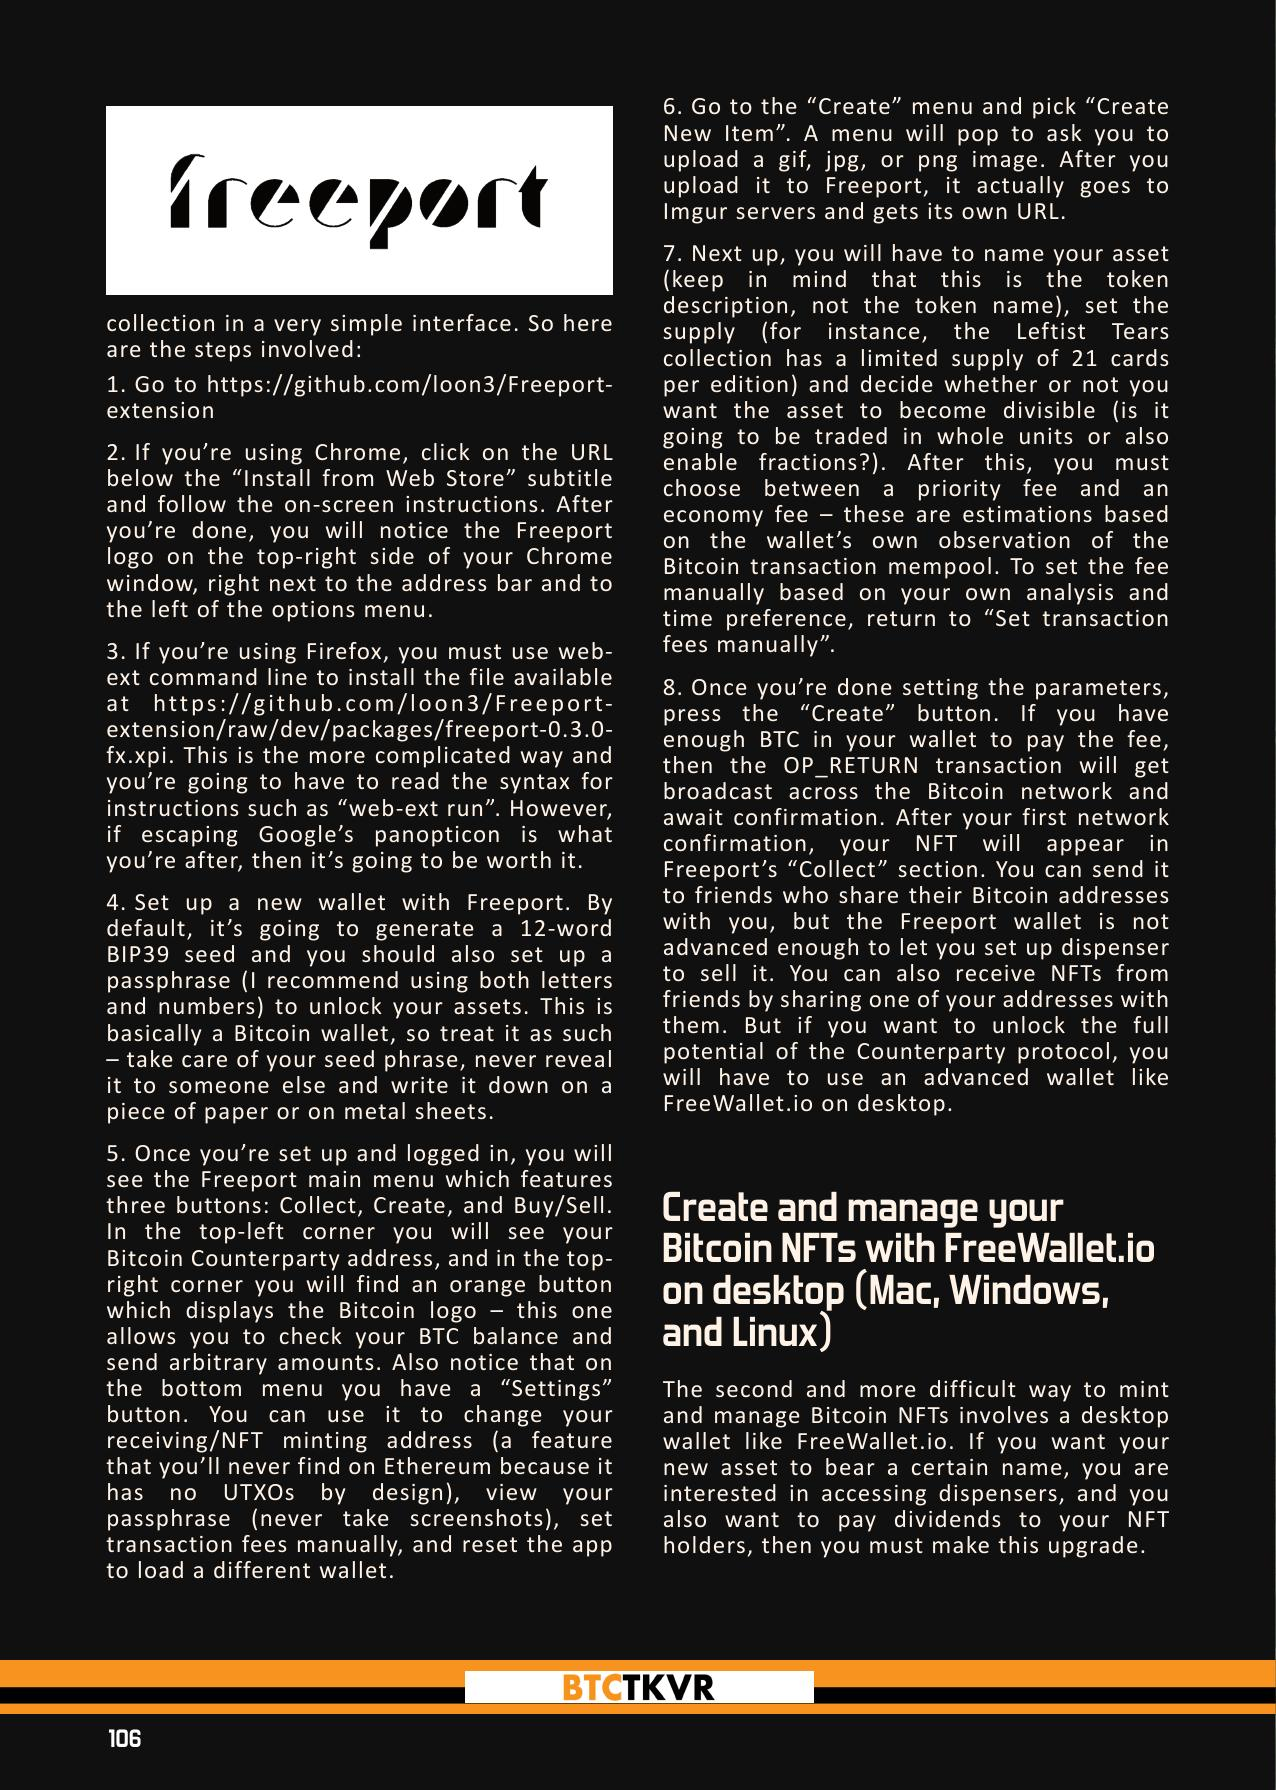 freeport
collection in a very simple interface. So here
are the steps involved:
1. Go to https://github.com/loon3/Freeport-
extension
2. If you’re using Chrome, click on the URL
below the “Install from Web Store” subtitle
and follow the on-screen instructions. After
you’re done, you will notice the Freeport
logo on the top-right side of your Chrome
window, right next to the address bar and to
the left of the options menu.
3. If you’re using Firefox, you must use web-
ext command line to install the file available
at https://github.com/loon3/Freeport-
extension/raw/dev/packages/freeport-0.3.0-
fx.xpi. This is the more complicated way and
you’re going to have to read the syntax for
instructions such as “web-ext run”. However,
if escaping Google’s panopticon is what
you’re after, then it’s going to be worth it.
4. Set up a new wallet with Freeport. By
default, it’s going to generate a 12-word
BIP39 seed and you should also set up a
passphrase (I recommend using both letters
and numbers) to unlock your assets. This is
basically a Bitcoin wallet, so treat it as such
– take care of your seed phrase, never reveal
it to someone else and write it down on a
piece of paper or on metal sheets.
5. Once you’re set up and logged in, you will
see the Freeport main menu which features
three buttons: Collect, Create, and Buy/Sell.
In the top-left corner you will see your
Bitcoin Counterparty address, and in the top-
right corner you will find an orange button
which displays the Bitcoin logo – this one
allows you to check your BTC balance and
send arbitrary amounts. Also notice that on
the bottom menu you have a “Settings”
button. You can use it to change your
receiving/NFT minting address (a feature
that you’ll never find on Ethereum because it
has no UTXOs by design), view your
passphrase (never take screenshots), set
transaction fees manually, and reset the app
to load a different wallet.
6. Go to the “Create” menu and pick “Create
New Item”. A menu will pop to ask you to
upload a gif, jpg, or png image. After you
upload it to Freeport, it actually goes to
Imgur servers and gets its own URL.
7. Next up, you will have to name your asset
(keep in mind that this is the token
description, not the token name), set the
supply (for instance, the Leftist Tears
collection has a limited supply of 21 cards
per edition) and decide whether or not you
want the asset to become divisible (is it
going to be traded in whole units or also
enable fractions?). After this, you must
choose between a priority fee and an
economy fee – these are estimations based
on the wallet’s own observation of the
Bitcoin transaction mempool. To set the fee
manually based on your own analysis and
time preference, return to “Set transaction
fees manually”.
8. Once you’re done setting the parameters,
press the “Create” button. If you have
enough BTC in your wallet to pay the fee,
then the OP_RETURN transaction will get
broadcast across the Bitcoin network and
await confirmation. After your first network
confirmation, your NFT will appear in
Freeport’s “Collect” section. You can send it
to friends who share their Bitcoin addresses
with you, but the Freeport wallet is not
advanced enough to let you set up dispenser
to sell it. You can also receive NFTs from
friends by sharing one of your addresses with
them. But if you want to unlock the full
potential of the Counterparty protocol, you
will have to use an advanced wallet like
FreeWallet.io on desktop.
Create and manage your
Bitcoin NFTs with FreeWallet.io
on desktop (Mac, Windows,
and Linux)
The second and more difficult way to mint
and manage Bitcoin NFTs involves a desktop
wallet like FreeWallet.io. If you want your
new asset to bear a certain name, you are
interested in accessing dispensers, and you
also want to pay dividends to your NFT
holders, then you must make this upgrade.
BTCTKVR
106